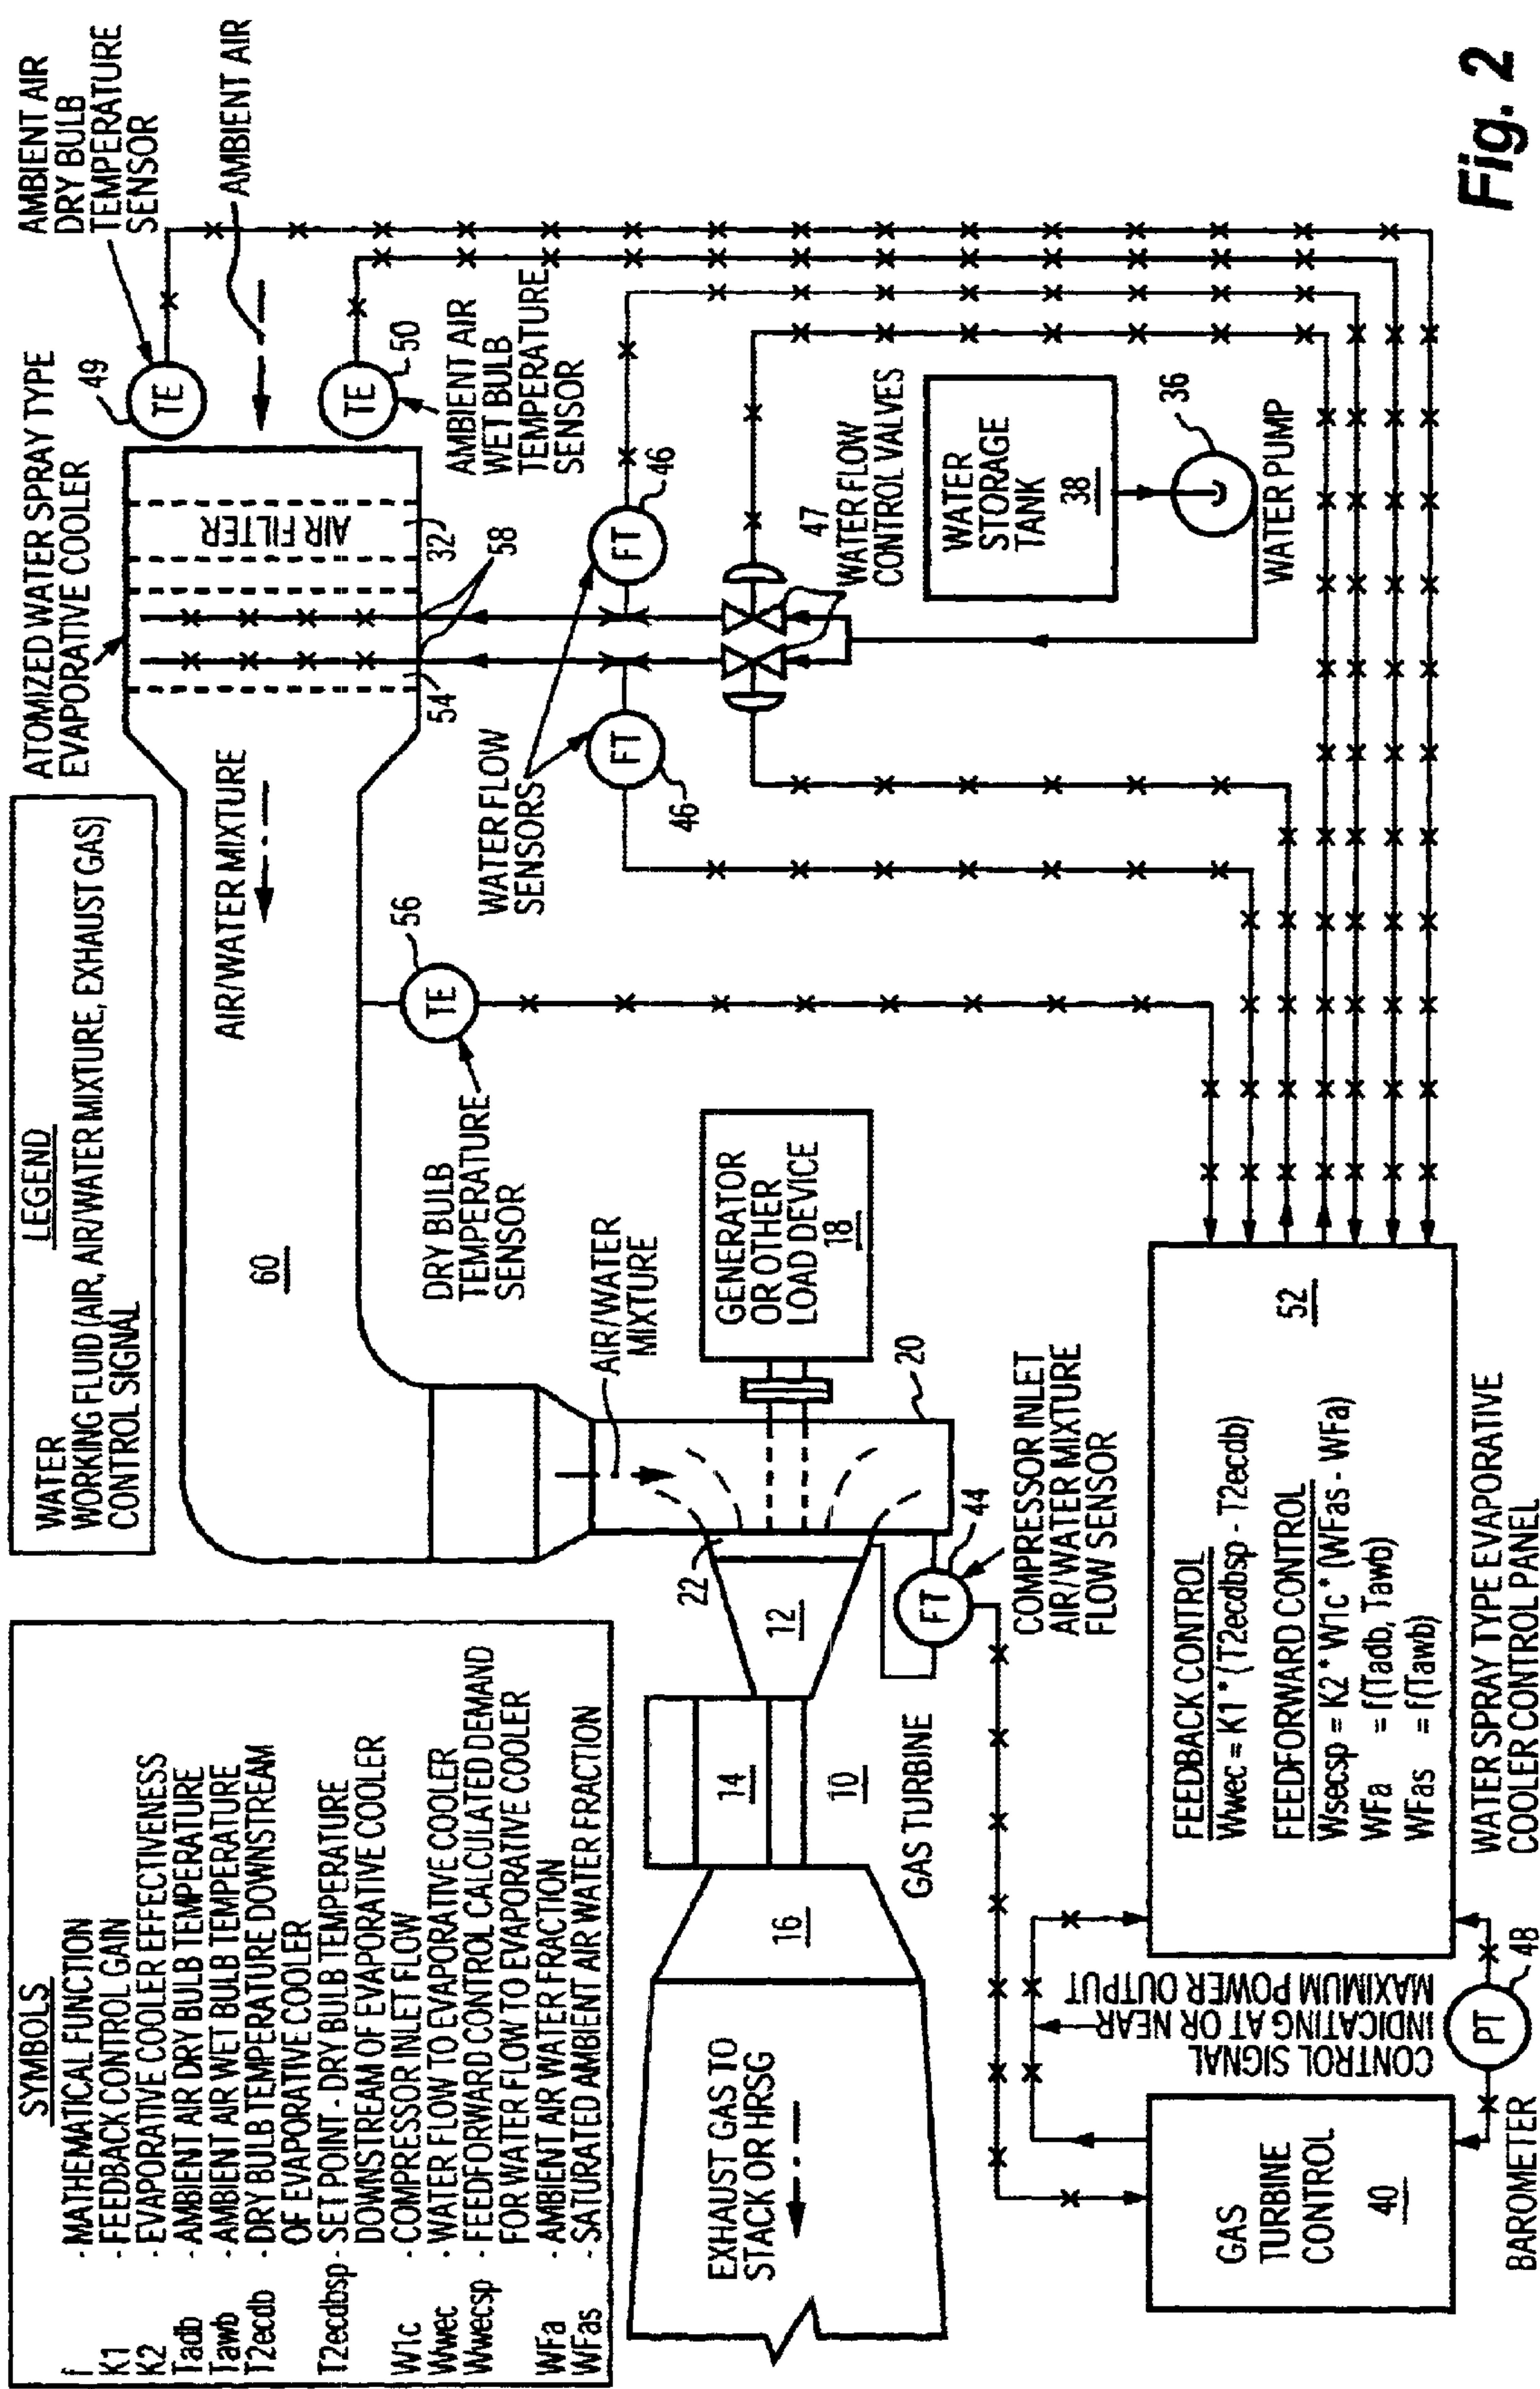 SYMBOLS
f - MATHEMATICAL FUNCTION
K1 - FEEDBACK CONTROL GAIN
K2 - EVAPORATIVE COOLER EFFECTIVENESS
Tadb - AMBIENT AIR DRY BULB TEMPERATURE
Tawb - AMBIENT AIR WET BULB TEMPERATURE
T2ecdb - DRY BULB TEMPERATURE DOWNSTREAM
OF EVAPORATIVE COOLER
T2ecdbsp - SET POINT - DRY BULB TEMPERATURE
DOWNSTREAM OF EVAPORATIVE COOLER
W1c - COMPRESSOR INLET FLOW
Wwec - WATER FLOW TO EVAPORATIVE COOLER
Wwecsp - FEEDFORWARD CONTROL CALCULATED DEMAND
FOR WATER FLOW TO EVAPORATIVE COOLER
WFa - AMBIENT AIR WATER FRACTION
WFas - SATURATED AMBIENT AIR WATER FRACTION
LEGEND
WATER
WORKING FLUID (AIR, AIR/WATER MIXTURE, EXHAUST GAS)
CONTROL SIGNAL
ATOMIZED WATER SPRAY TYPE
EVAPORATIVE COOLER
AMBIENT AIR
DRY BULB
TEMPERATURE
SENSOR
49
TE
AMBIENT AIR
AIR FILTER
32
58
54
TE
50
AMBIENT AIR
WET BULB
TEMPERATURE
SENSOR
AIR/WATER MIXTURE
60
56
TE
DRY BULB
TEMPERATURE
SENSOR
WATER FLOW
SENSORS
FT
46
FT
46
47
WATER FLOW
CONTROL VALVES
WATER
STORAGE
TANK
38
36
WATER PUMP
AIR/WATER
MIXTURE
GENERATOR
OR OTHER
LOAD DEVICE
18
20
22
12
14
10
GAS TURBINE
16
EXHAUST GAS TO
STACK OR HRSG
FT
44
COMPRESSOR INLET
AIR/WATER MIXTURE
FLOW SENSOR
GAS
TURBINE
CONTROL
40
CONTROL SIGNAL
INDICATING AT OR NEAR
MAXIMUM POWER OUTPUT
PT
48
BAROMETER
FEEDBACK CONTROL
Wwec = K1 * (T2ecdbsp - T2ecdb)
FEEDFORWARD CONTROL
Wsecsp = K2 * W1c * (WFas - WFa)
WFa = f(Tadb, Tawb)
WFas = f(Tawb)
52
WATER SPRAY TYPE EVAPORATIVE
COOLER CONTROL PANEL
Fig. 2